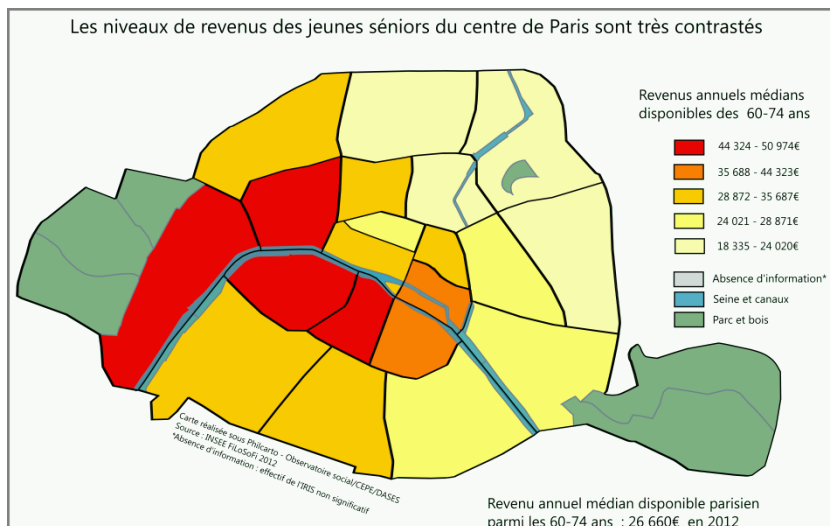 Les niveaux de revenus des jeunes séniors du centre de Paris sont très contrastés
Revenus annuels médians
disponibles des 60-74 ans
44 324 - 50 974€
35 688 - 44 323€
28 872 - 35 687€
24 021 - 28 871€
18 335 - 24 020€
Absence d'information*
Seine et canaux
Parc et bois
Carte réalisée sous Philcarto - Observatoire social/CEPE/DASES
Source : INSEE FiLoSoFi 2012
*Absence d'information : effectif de l'IRIS non significatif
Revenu annuel médian disponible parisien
parmi les 60-74 ans : 26 660€ en 2012